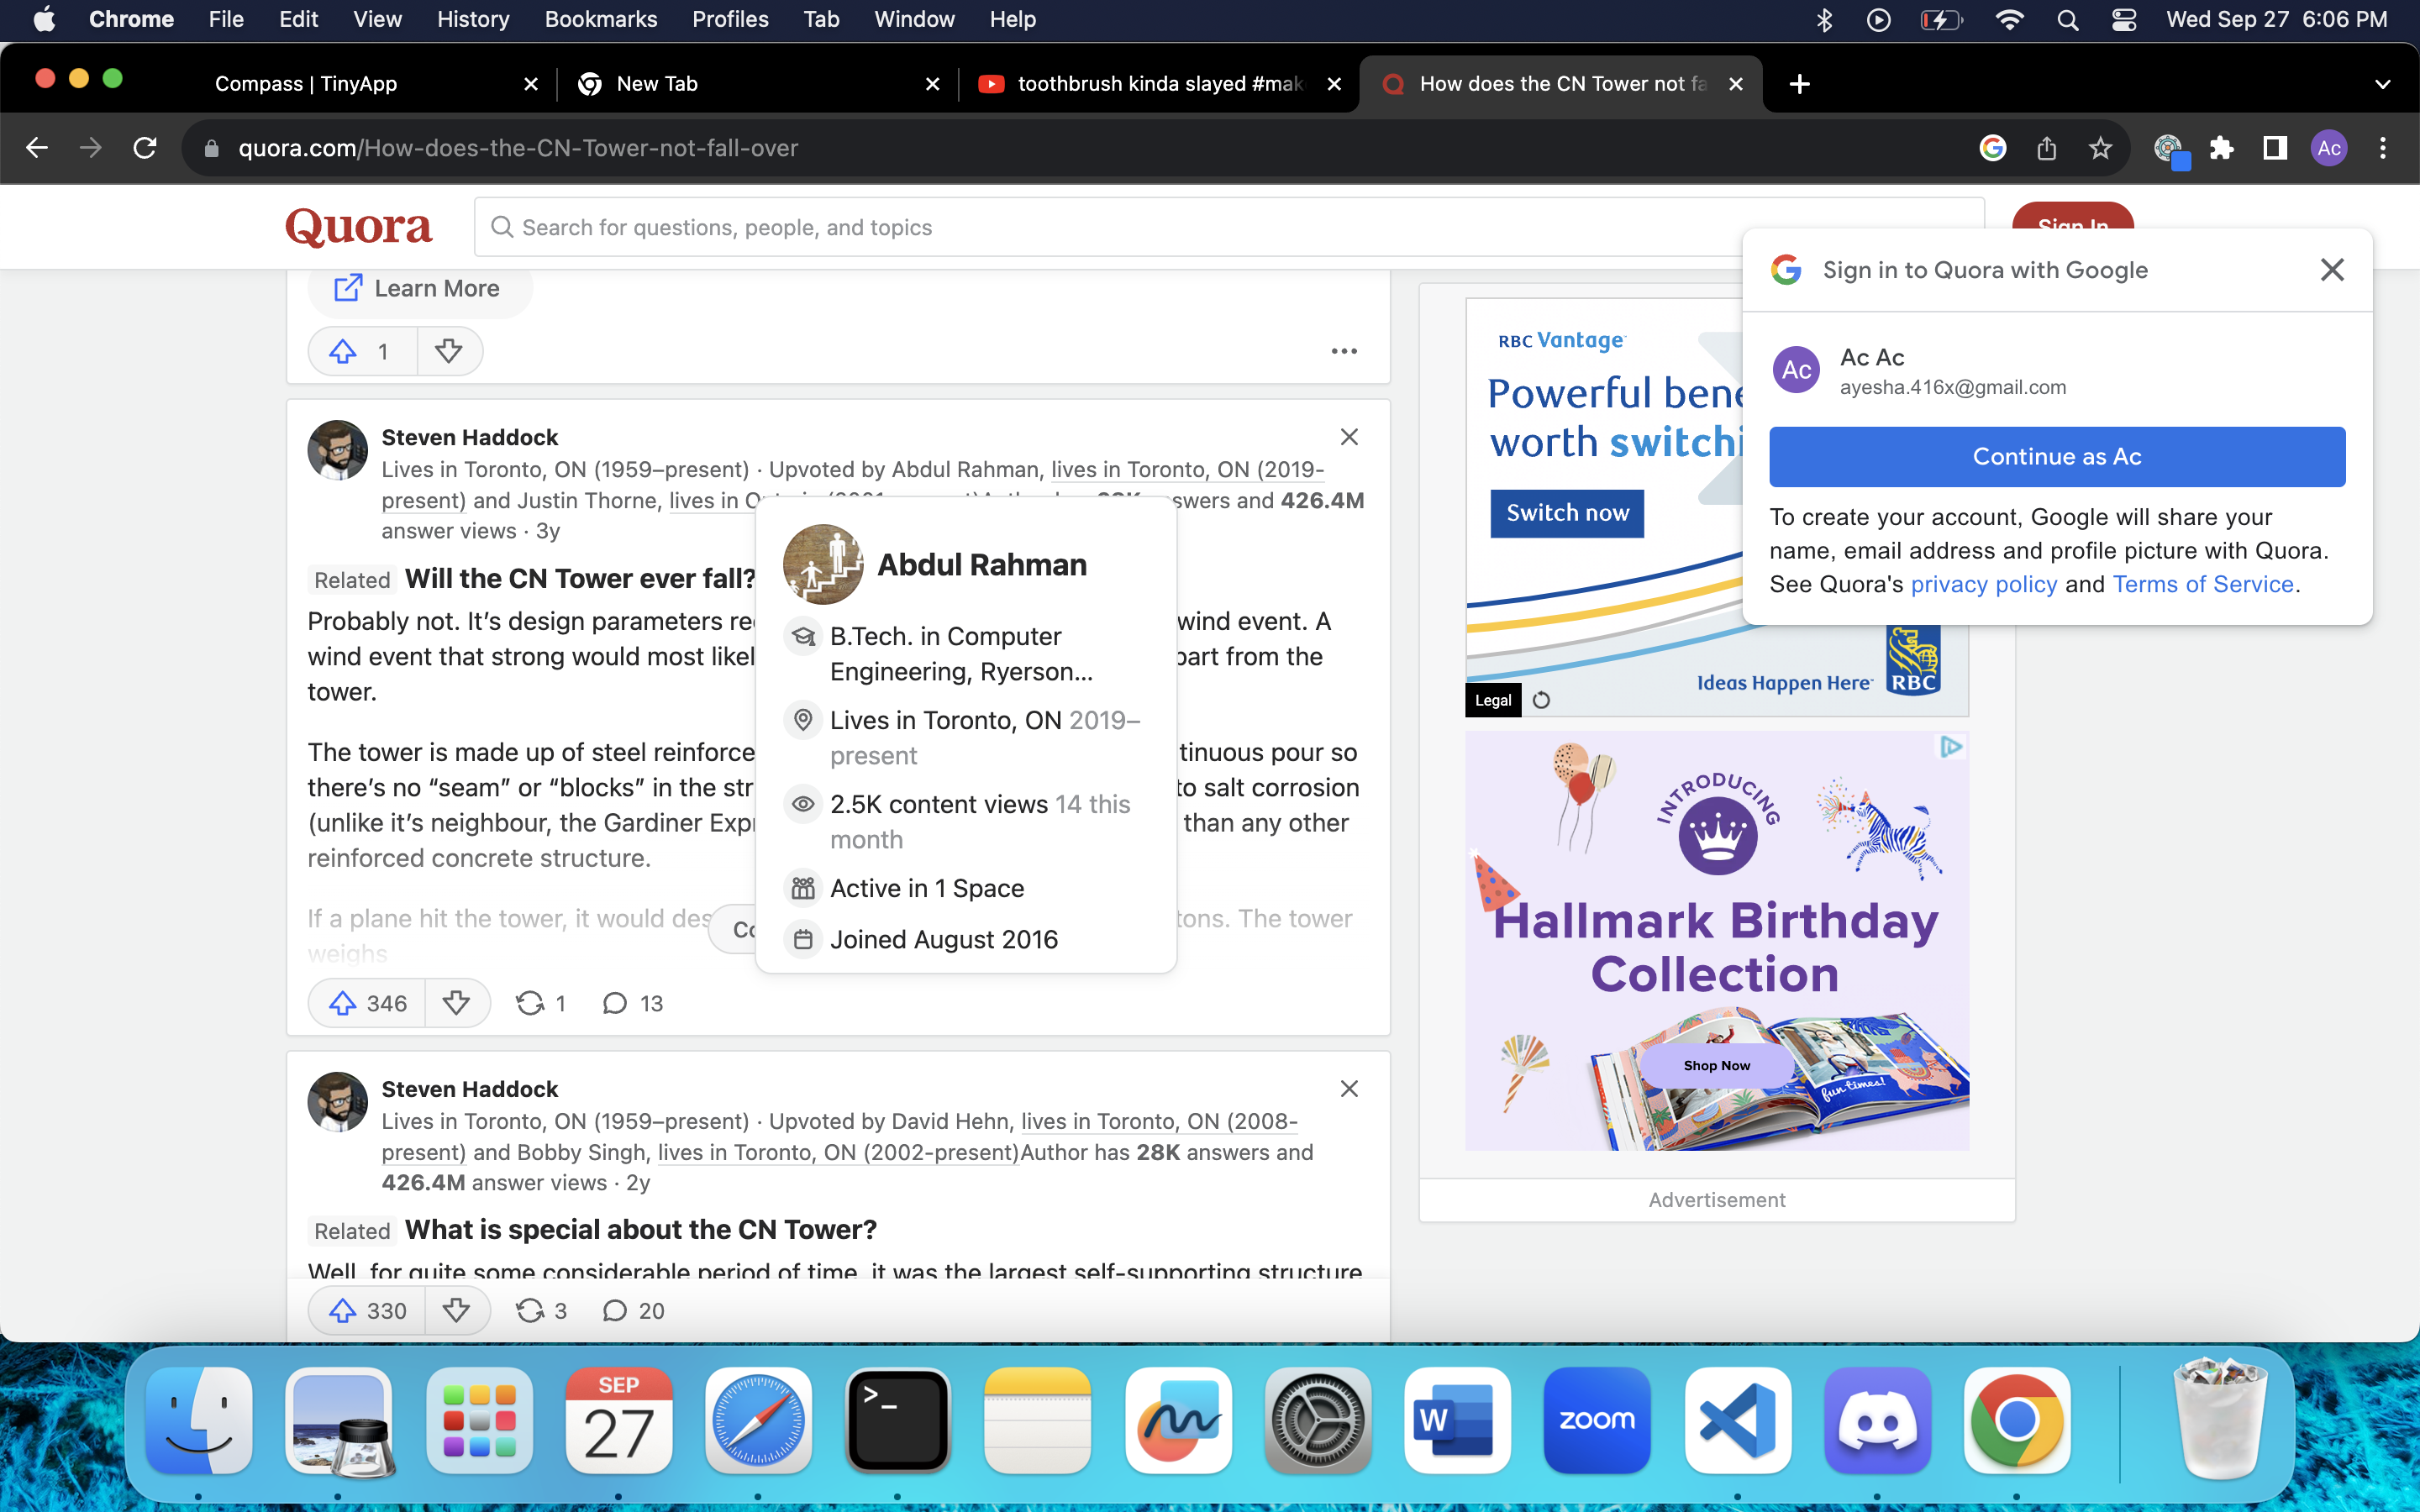 Chrome File Edit View History Bookmarks Profiles Tab Window Help Wed Sep 27 6:06 PM
Compass | TinyApp New Tab toothbrush kinda slayed #mak How does the CN Tower not fa
quora.com/How-does-the-CN-Tower-not-fall-over Ac
Quora
Search for questions, people, and topics
Sign In
Learn More
1
Steven Haddock
Lives in Toronto, ON (1959–present) · Upvoted by Abdul Rahman, lives in Toronto, ON (2019-
present) and Justin Thorne, lives in swers and 426.4M
answer views · 3y
Related Will the CN Tower ever fall?
Probably not. It's design parameters wind event. A
wind event that strong would most part from the
tower.
The tower is made up of steel tinuous pour so
there's no “seam” or “blocks” in the to salt corrosion
(unlike it's neighbour, the Gardiner than any other
reinforced concrete structure.
If a plane hit the tower, it would tons. The tower
weighs
346 1 13
Abdul Rahman
B.Tech. in Computer
Engineering, Ryerson...
Lives in Toronto, ON 2019–
present
2.5K content views 14 this
month
Active in 1 Space
Joined August 2016
Steven Haddock
Lives in Toronto, ON (1959–present) · Upvoted by David Hehn, lives in Toronto, ON (2008-
present) and Bobby Singh, lives in Toronto, ON (2002-present)Author has 28K answers and
426.4M answer views · 2y
Related What is special about the CN Tower?
Well, for quite some considerable period of time, it was the largest self-supporting structure
330 3 20
Sign in to Quora with Google
Ac
Ac Ac
ayesha.416x@gmail.com
Continue as Ac
To create your account, Google will share your
name, email address and profile picture with Quora.
See Quora's privacy policy and Terms of Service.
RBC Vantage
Powerful bene
worth switchi
Switch now
Ideas Happen Here
RBC
Legal
INTRODUCING
Hallmark Birthday
Collection
Shop Now
fun times!
Advertisement
SEP
27
>_
W
zoom